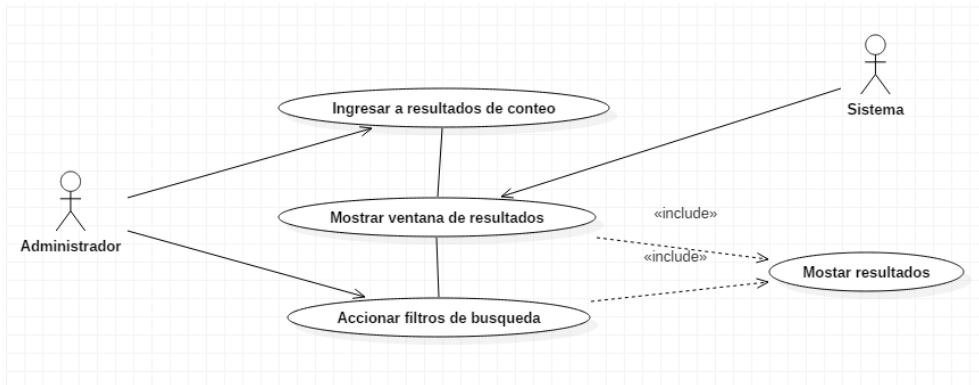 Ingresar a resultados de conteo
Sistema
Administrador
Mostrar ventana de resultados
«include»
«include»
Mostar resultados
Accionar filtros de busqueda